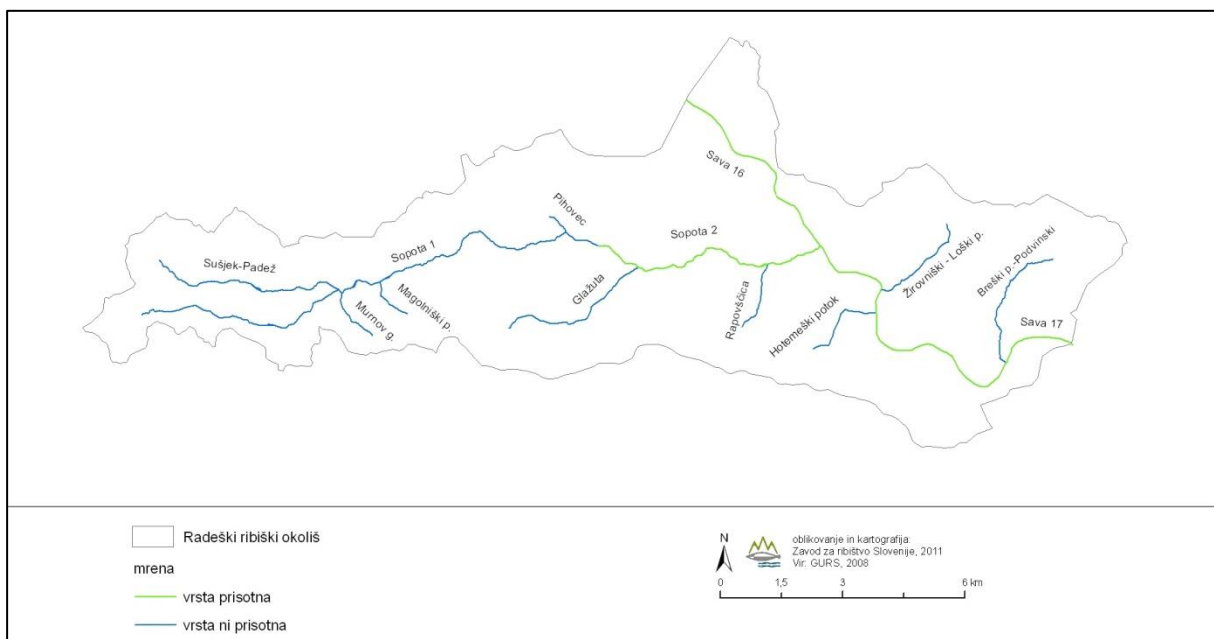 Sava 16
Pihovec
Sopota 2
Sopota 1
Sušjek-Padež
Magolniški p.
Murnov g.
Glažuta
Rapovščica
Hotemeški potok
Žirovniški - Loški p.
Breški p.-Podvinski
Sava 17
Radeški ribiški okoliš
mrena
vrsta prisotna
vrsta ni prisotna
N
oblikovanje in kartografija:
Zavod za ribištvo Slovenije, 2011
Vir: GURS, 2008
0 1,5 3 6 km